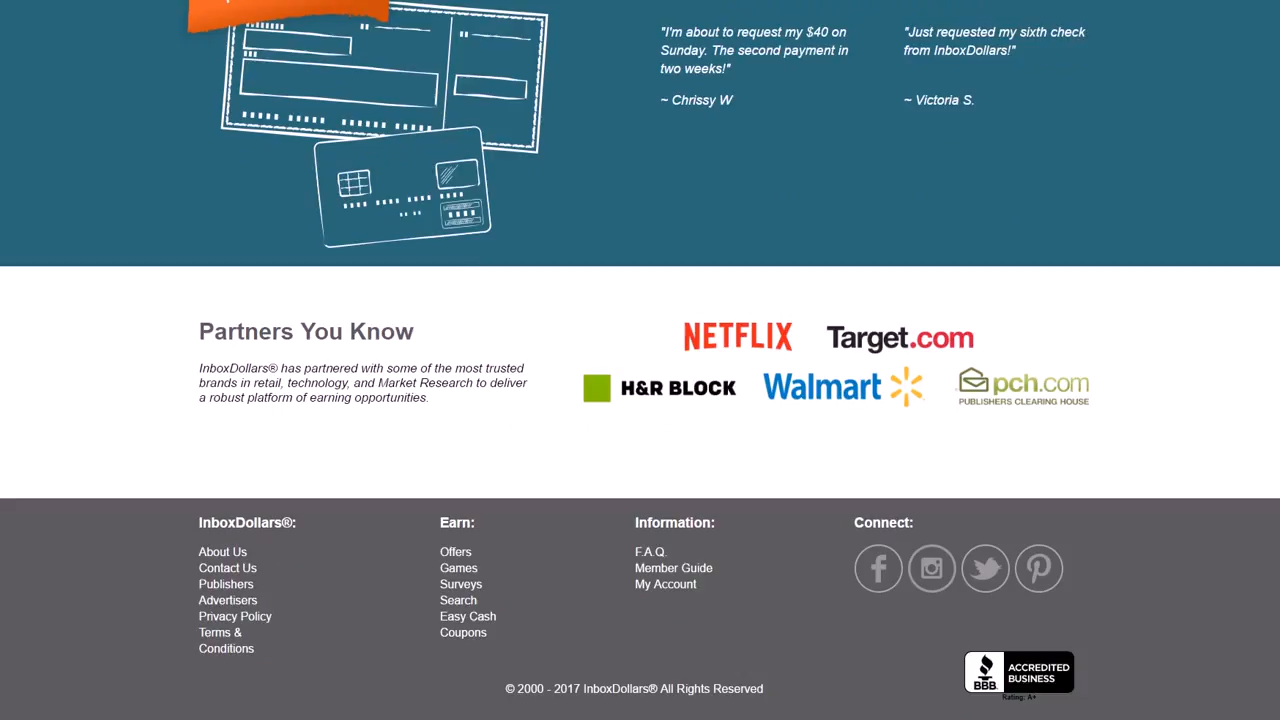 "I'm about to request my $40 on
Sunday. The second payment in
two weeks!"
~ Chrissy W
"Just requested my sixth check
from InboxDollars!"
~ Victoria S.
Partners You Know
InboxDollars® has partnered with some of the most trusted
brands in retail, technology, and Market Research to deliver
a robust platform of earning opportunities.
NETFLIX
Target.com
H&R BLOCK
Walmart
pch.com
PUBLISHERS CLEARING HOUSE
InboxDollars®:
About Us
Contact Us
Publishers
Advertisers
Privacy Policy
Terms &
Conditions
Earn:
Offers
Games
Surveys
Search
Easy Cash
Coupons
Information:
F.A.Q.
Member Guide
My Account
Connect:
BBB.
ACCREDITED
BUSINESS
Rating: A+
© 2000 - 2017 InboxDollars® All Rights Reserved